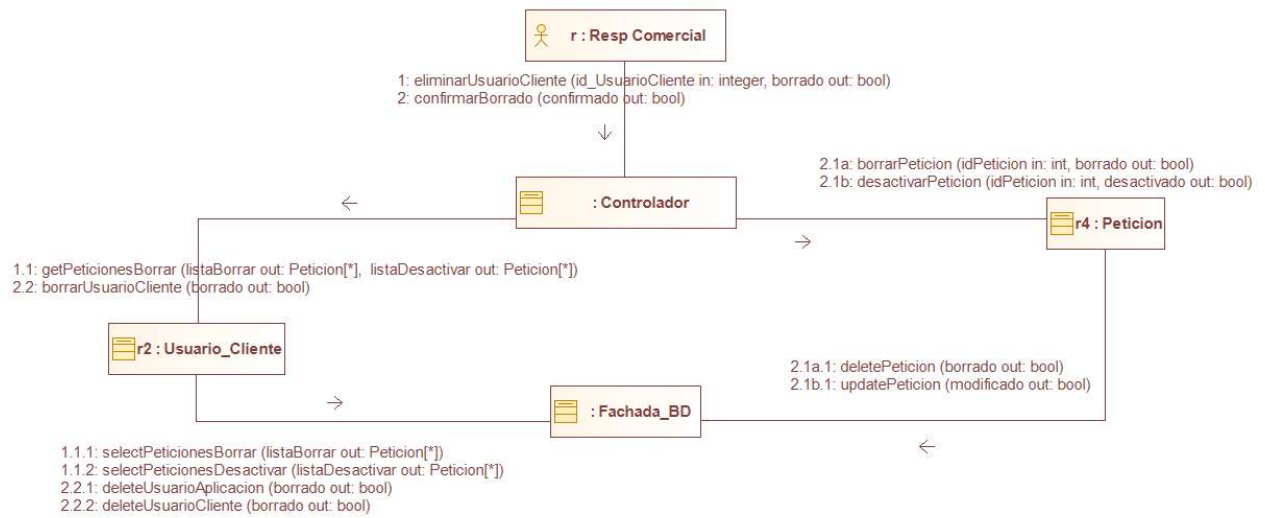 r : Resp Comercial
1: eliminarUsuarioCliente (id_UsuarioCliente in: integer, borrado out: bool)
2: confirmarBorrado (confirmado out: bool)
2.1a: borrarPeticion (idPeticion in: int, borrado out: bool)
2.1b: desactivarPeticion (idPeticion in: int, desactivado out: bool)
: Controlador
r4 : Peticion
1.1: getPeticionesBorrar (listaBorrar out: Peticion[*], listaDesactivar out: Peticion[*])
2.2: borrarUsuarioCliente (borrado out: bool)
r2 : Usuario_Cliente
2.1a.1: deletePeticion (borrado out: bool)
2.1b.1: updatePeticion (modificado out: bool)
: Fachada_BD
1.1.1: selectPeticionesBorrar (listaBorrar out: Peticion[*])
1.1.2: selectPeticionesDesactivar (listaDesactivar out: Peticion[*])
2.2.1: deleteUsuarioAplicacion (borrado out: bool)
2.2.2: deleteUsuarioCliente (borrado out: bool)